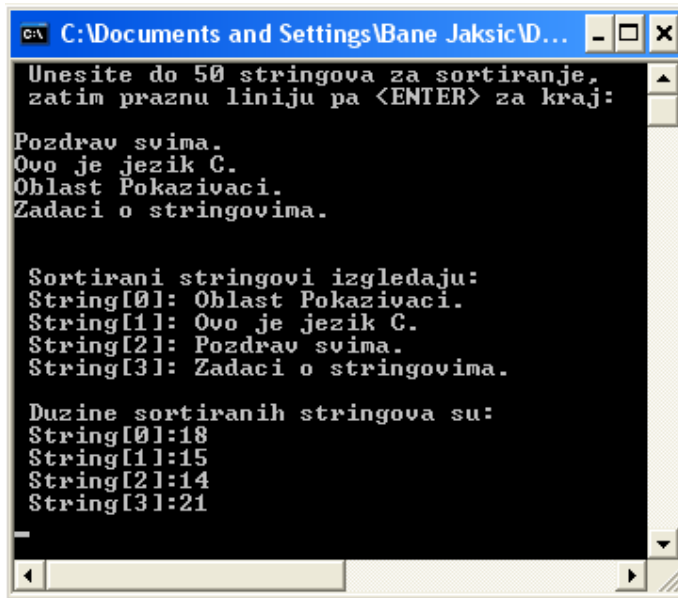 C:\Documents and Settings\Bane Jaksic\D...
Unesite do 50 stringova za sortiranje,
zatim praznu liniju pa <ENTER> za kraj:
Pozdrav svima.
Ovo je jezik C.
Oblast Pokazivaci.
Zadaci o stringovima.
Sortirani stringovi izgledaju:
String[0]: Oblast Pokazivaci.
String[1]: Ovo je jezik C.
String[2]: Pozdrav svima.
String[3]: Zadaci o stringovima.
Duzine sortiranih stringova su:
String[0]:18
String[1]:15
String[2]:14
String[3]:21